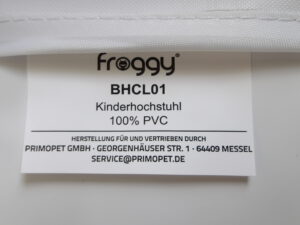 froggy®
BHCL01
Kinderhochstuhl
100% PVC
HERSTELLUNG FÜR UND VERTRIEBEN DURCH
PRIMOPET GMBH · GEORGENHÄUSER STR. 1 · 64409 MESSEL
SERVICE@PRIMOPET.DE